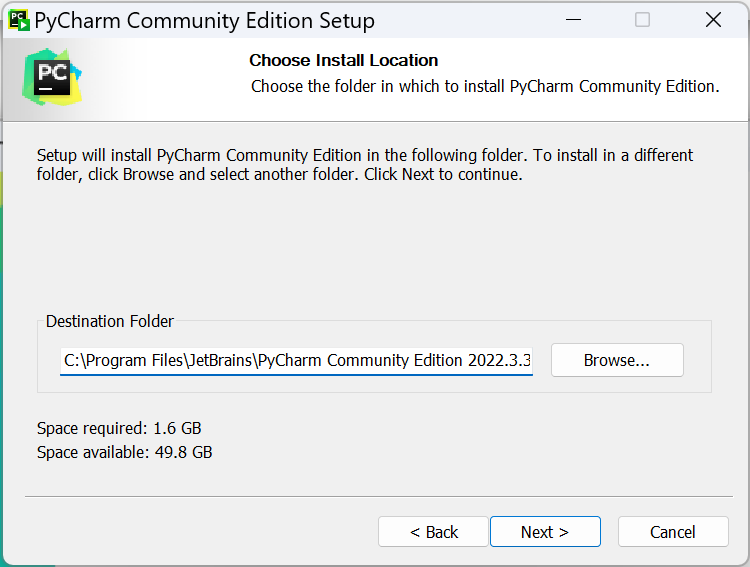 PyCharm Community Edition Setup
PC
Choose Install Location
Choose the folder in which to install PyCharm Community Edition.
Setup will install PyCharm Community Edition in the following folder. To install in a different
folder, click Browse and select another folder. Click Next to continue.
Destination Folder
C:\Program Files\JetBrains\PyCharm Community Edition 2022.3.3
Browse...
Space required: 1.6 GB
Space available: 49.8 GB
< Back
Next >
Cancel